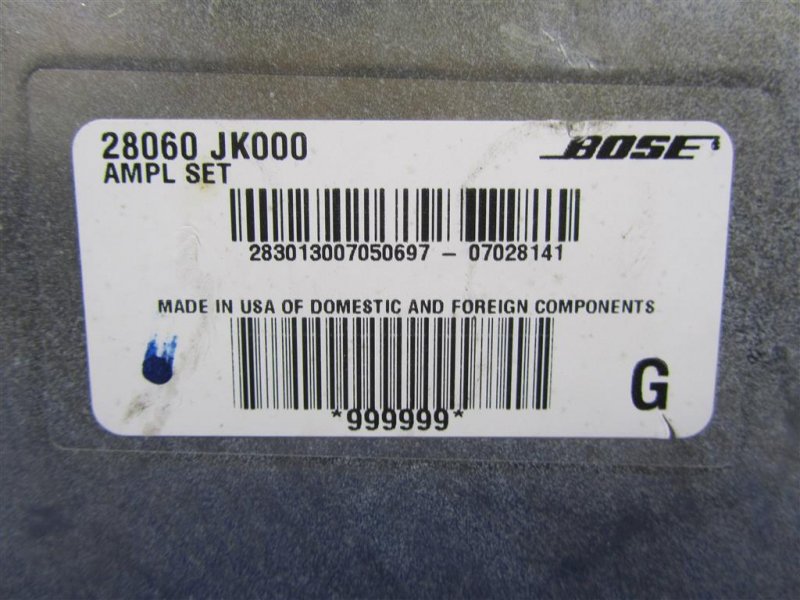 28060 JK000
BOSE
AMPL SET
283013007050697 - 07028141
MADE IN USA OF DOMESTIC AND FOREIGN COMPONENTS
*999999*
G